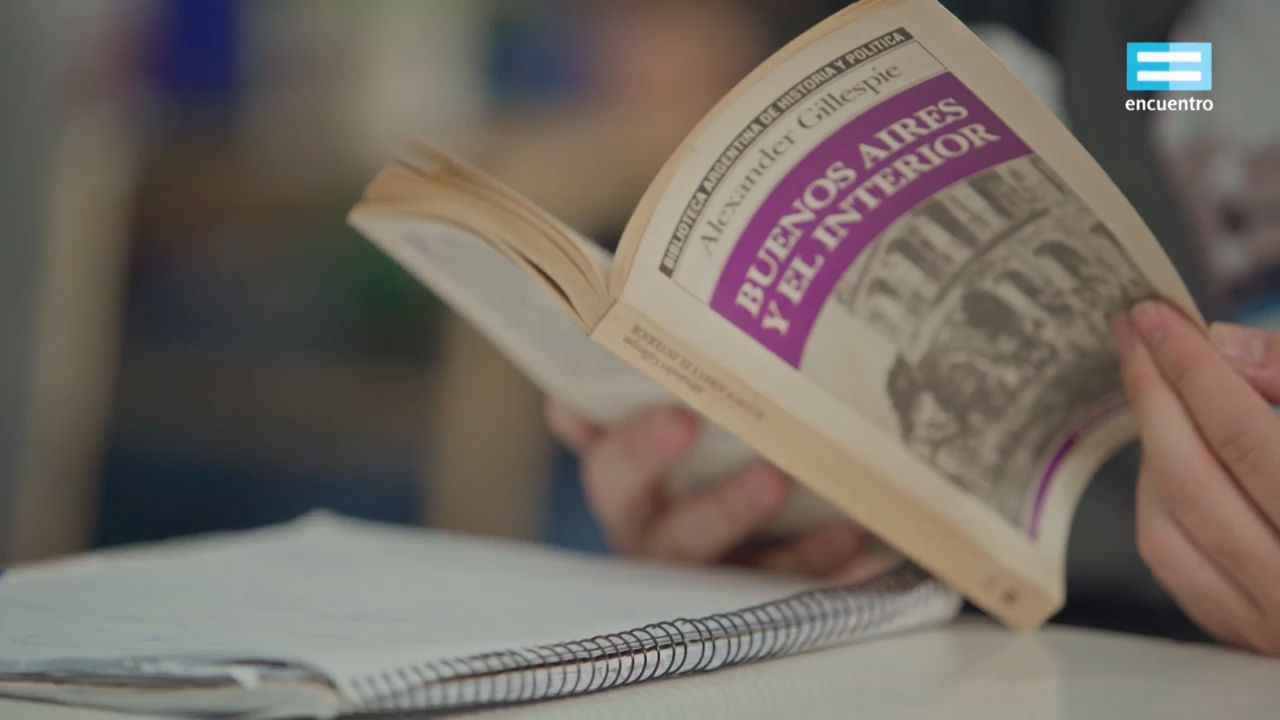 BIBLIOTECA ARGENTINA DE HISTORIA Y POLITICA
Alexander Gillespie
BUENOS AIRES
Y EL INTERIOR
encuentro